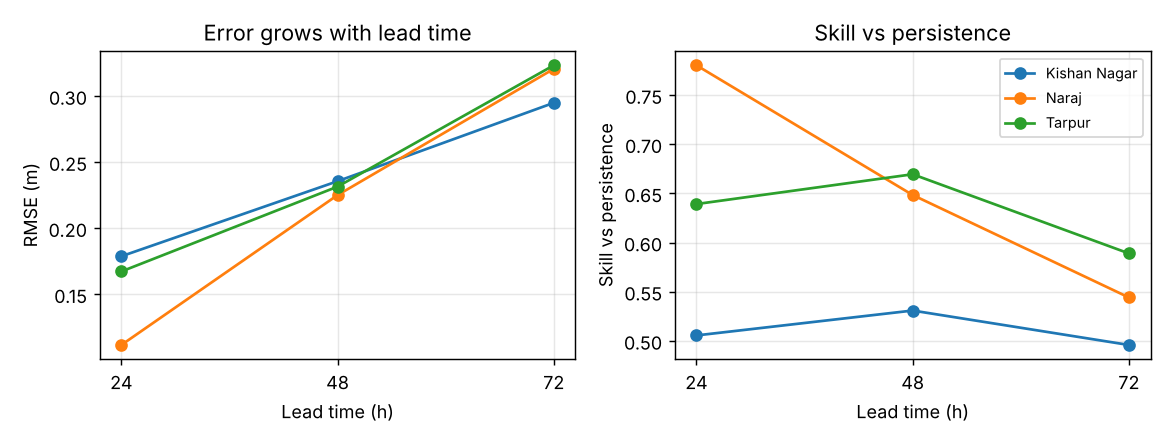 Error grows with lead time
RMSE (m)
0.30
0.25
0.20
0.15
24
48
72
Lead time (h)
Skill vs persistence
Skill vs persistence
0.75
0.70
0.65
0.60
0.55
0.50
24
48
72
Lead time (h)
Kishan Nagar
Naraj
Tarpur